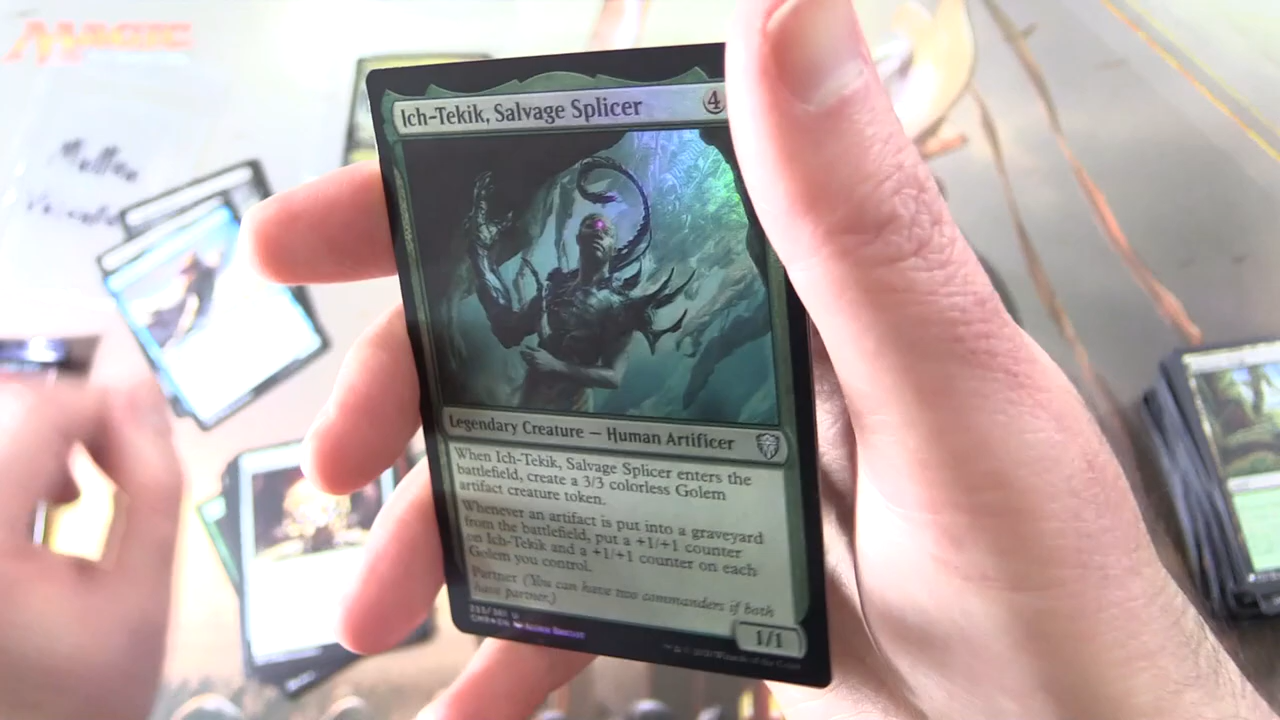 MAGIC
Ich-Tekik, Salvage Splicer 4
Legendary Creature — Human Artificer
When Ich-Tekik, Salvage Splicer enters the
battlefield, create a 3/3 colorless Golem
artifact creature token.
Whenever an artifact is put into a graveyard
from the battlefield, put a +1/+1 counter
on Ich-Tekik and a +1/+1 counter on each
Golem you control.
Partner (You can have two commanders if both
have partner.)
1/1